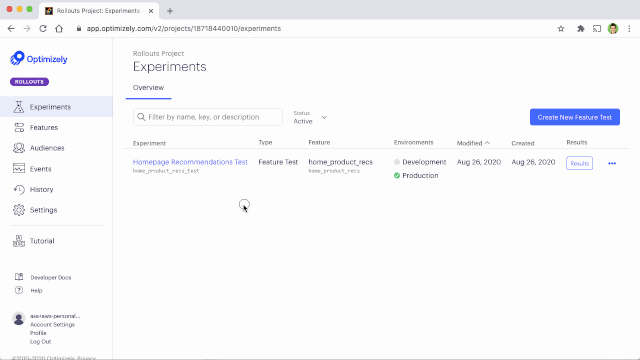 Rollouts Project: Experiments -
app.optimizely.com/v2/projects/18718440010/experiments
Optimizely
ROLLOUTS
Experiments
Features
Audiences
Events
History
Settings
Tutorial
Developer Docs
Help
ass+aws-personal...
Account Settings
Profile
Log Out
©2010-2020 Optimizely. Privacy
Rollouts Project
Experiments
Overview
Filter by name, key, or description
Status
Active
Create New Feature Test
Experiment Type Feature Environments Modified Created Results
Homepage Recommendations Test Feature Test home_product_recs Development Aug 26, 2020 Aug 26, 2020 Results
home_product_recs_test home_product_recs Production